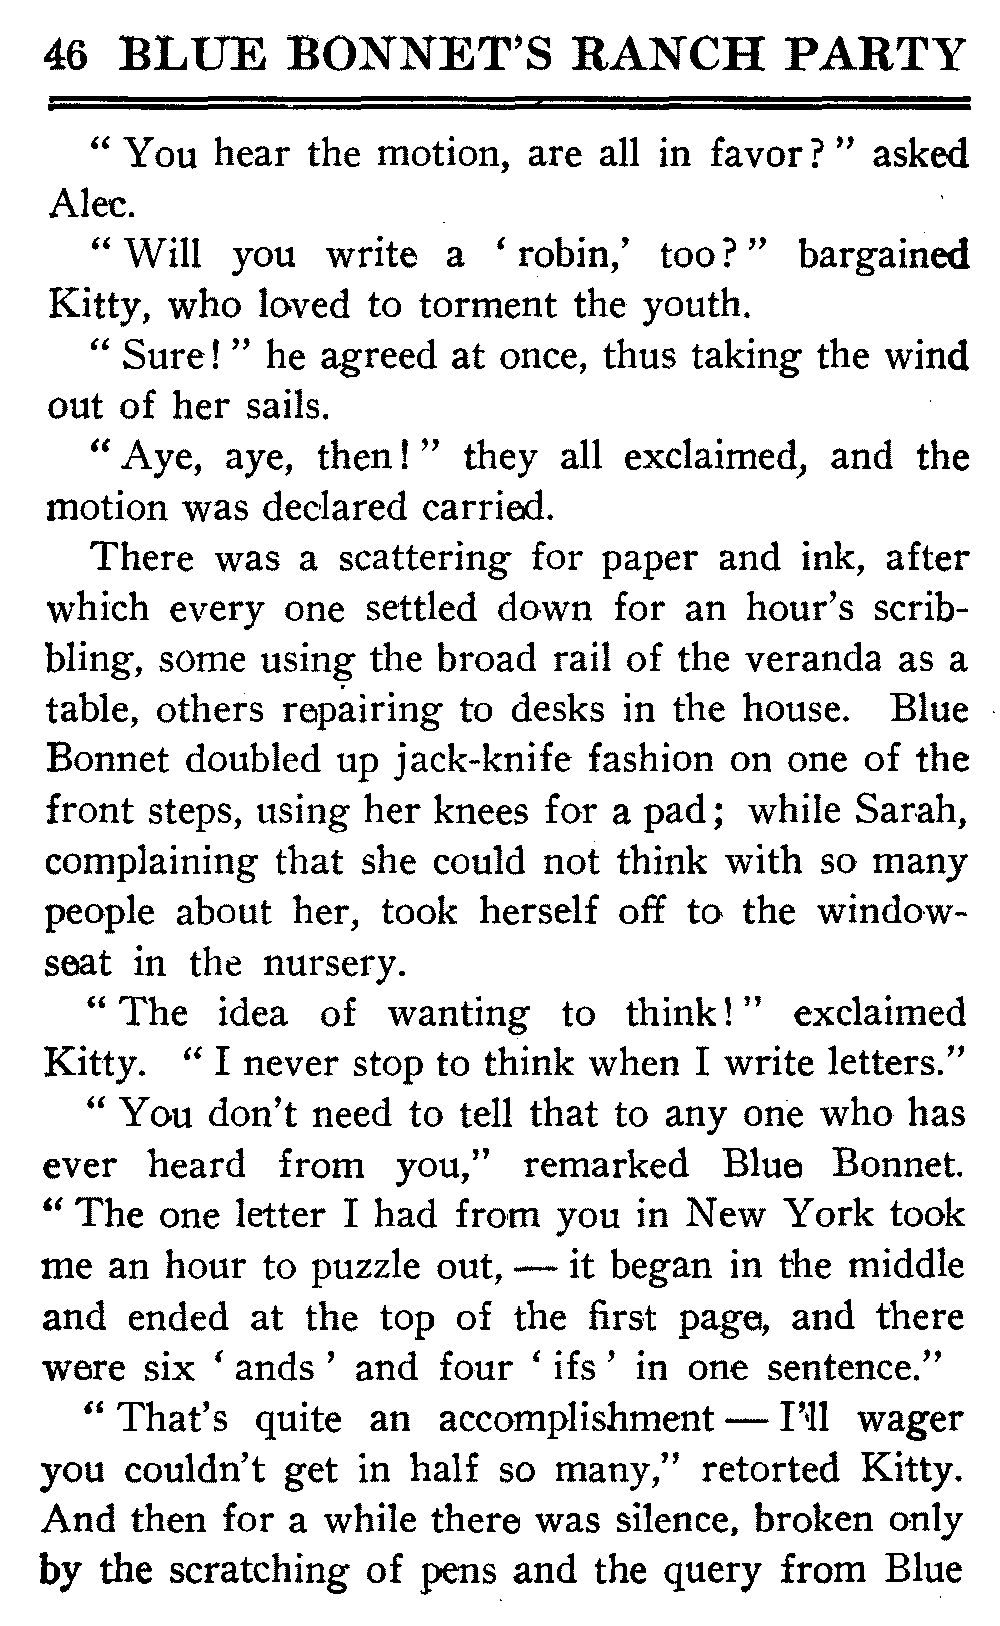 46 BLUE BONNET'S RANCH PARTY
“ You hear the motion, are all in favor? ” asked
Alec.
“ Will you write a ‘ robin,’ too? ” bargained
Kitty, who loved to torment the youth.
“ Sure! ” he agreed at once, thus taking the wind
out of her sails.
“ Aye, aye, then! ” they all exclaimed, and the
motion was declared carried.
There was a scattering for paper and ink, after
which every one settled down for an hour's scrib-
bling, some using the broad rail of the veranda as a
table, others repairing to desks in the house. Blue
Bonnet doubled up jack-knife fashion on one of the
front steps, using her knees for a pad; while Sarah,
complaining that she could not think with so many
people about her, took herself off to the window-
seat in the nursery.
“ The idea of wanting to think! ” exclaimed
Kitty. “ I never stop to think when I write letters.”
“ You don't need to tell that to any one who has
ever heard from you,” remarked Blue Bonnet.
“ The one letter I had from you in New York took
me an hour to puzzle out, — it began in the middle
and ended at the top of the first page, and there
were six ‘ ands ’ and four ‘ ifs ’ in one sentence.”
“ That's quite an accomplishment — I'll wager
you couldn't get in half so many,” retorted Kitty.
And then for a while there was silence, broken only
by the scratching of pens and the query from Blue